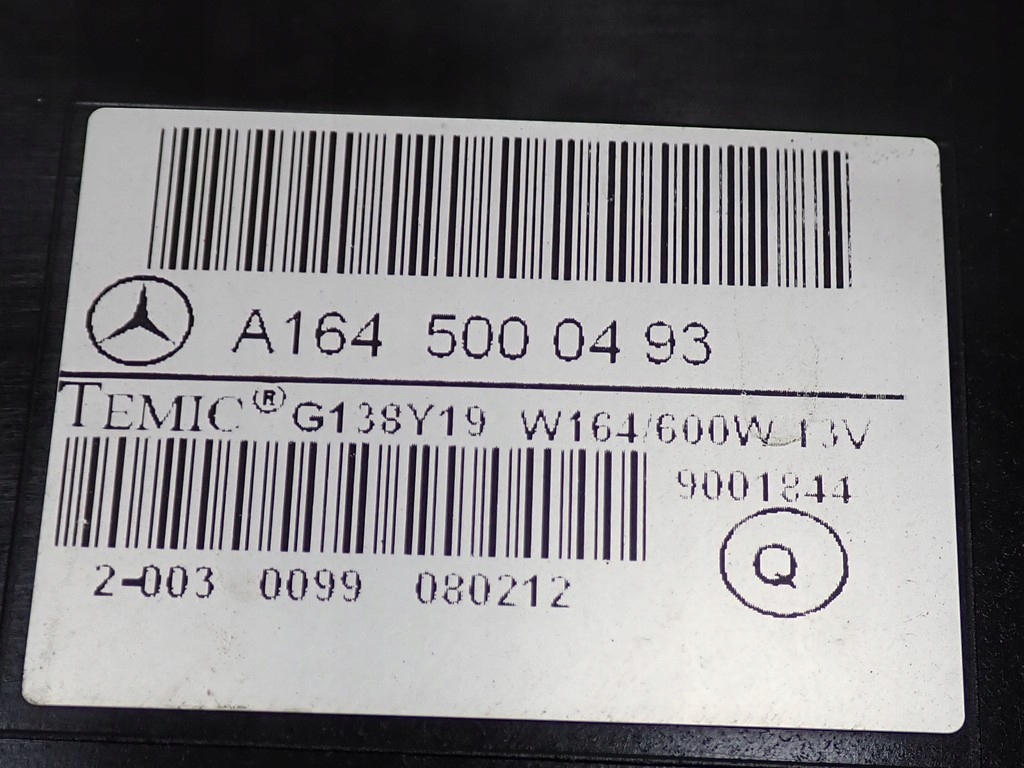 A164 500 04 93
TEMIC® G138Y19 W164/600W 13V
9001844
Q
2-003 0099 080212